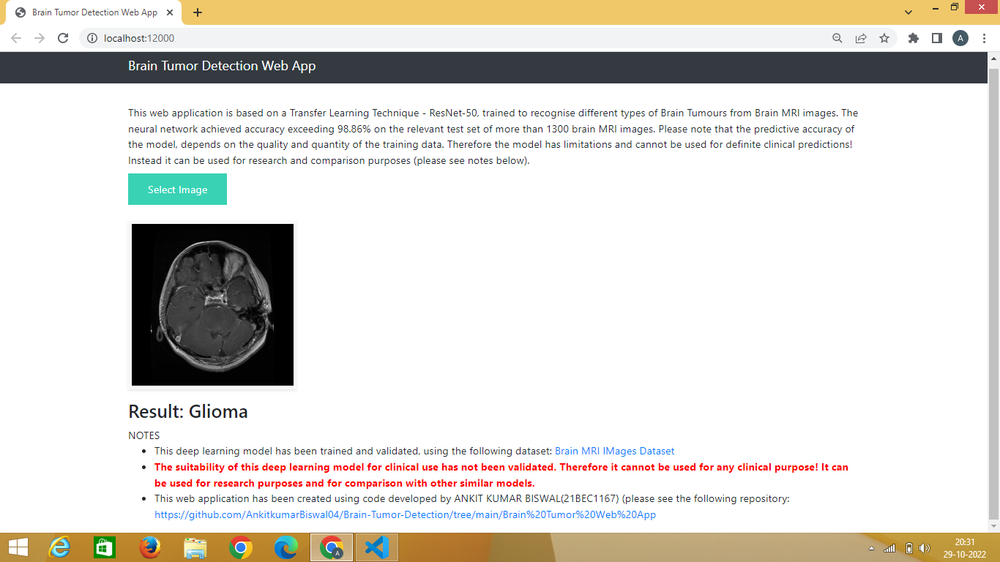 Brain Tumor Detection Web App
localhost:12000
A
Brain Tumor Detection Web App
This web application is based on a Transfer Learning Technique - ResNet-50, trained to recognise different types of Brain Tumours from Brain MRI images. The
neural network achieved accuracy exceeding 98.86% on the relevant test set of more than 1300 brain MRI images. Please note that the predictive accuracy of
the model, depends on the quality and quantity of the training data. Therefore the model has limitations and cannot be used for definite clinical predictions!
Instead it can be used for research and comparison purposes (please see notes below).
Select Image
Result: Glioma
NOTES
• This deep learning model has been trained and validated, using the following dataset: Brain MRI IMages Dataset
• The suitability of this deep learning model for clinical use has not been validated. Therefore it cannot be used for any clinical purpose! It can
be used for research purposes and for comparison with other similar models.
• This web application has been created using code developed by ANKIT KUMAR BISWAL(21BEC1167) (please see the following repository:
https://github.com/AnkitkumarBiswal04/Brain-Tumor-Detection/tree/main/Brain%20Tumor%20Web%20App
A
20:31
29-10-2022